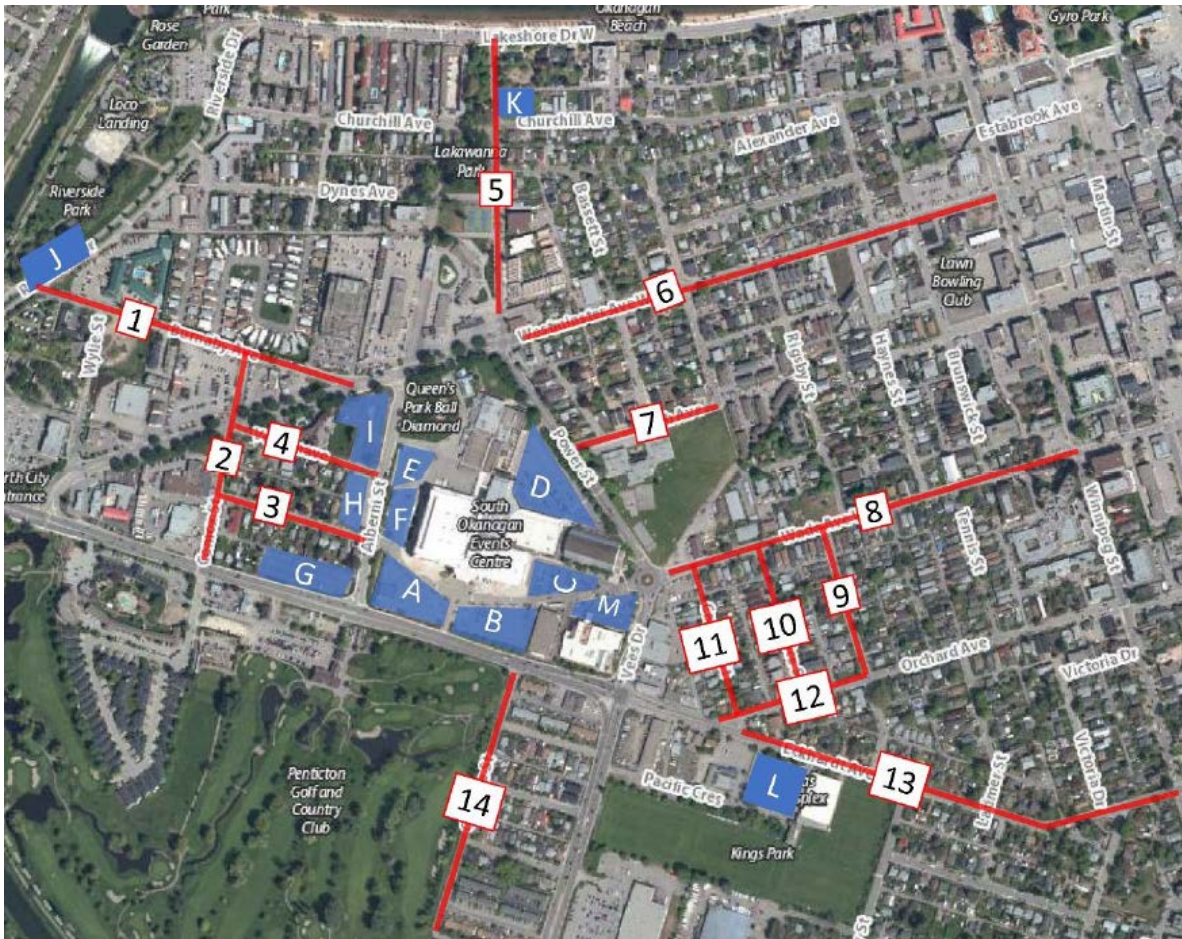 Park
Rose
Garden
Riverside Dr
Loco
Landing
Riverside
Park
Okanagan
Beach
Lakeshore Dr W
Gyro Park
K
Churchill Ave
Churchill Ave
Alexander Ave
Estabrook Ave
Lakawanna
Park
Dynes Ave
5
Bassett St
Martin St
J
6
Lawn
Bowling
Club
1
Wylie St
Queen's
Park Ball
Diamond
Rigsby St
Haynes St
Brunswick St
7
Power St
I
4
2
E
D
H
3
F
Alberni St
South
Okanagan
Events
Centre
8
Tennis St
Winnipeg St
G
A
B
C
M
9
10
11
12
Vees Dr
Orchard Ave
Victoria Dr
Victoria Dr
13
14
Penticton
Golf and
Country
Club
Pacific Cres
L
Kings Park